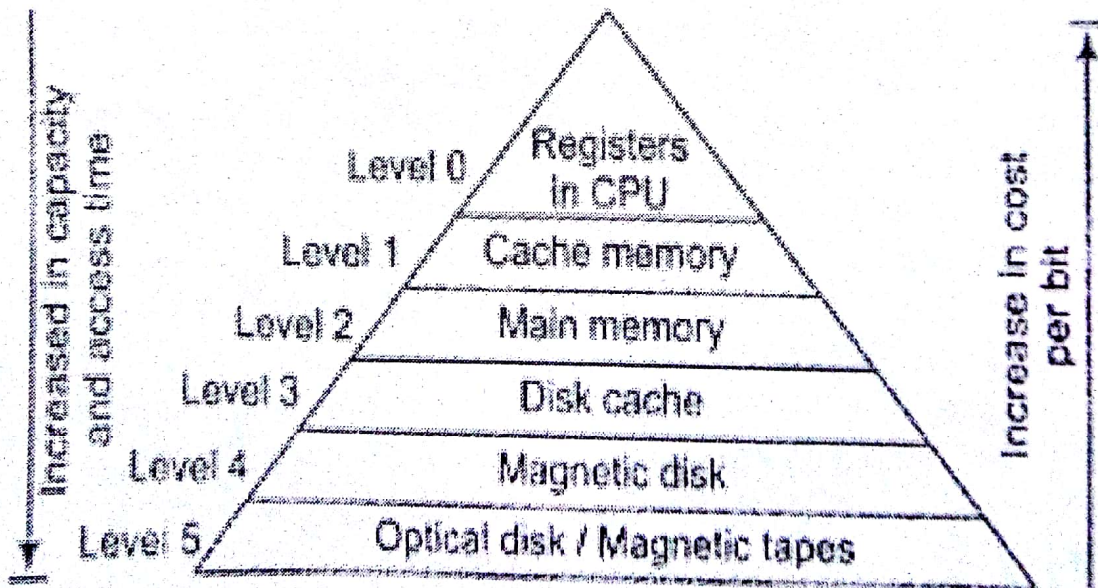 Increased in capacity
and access time
Level 0
Registers
in CPU
Level 1
Cache memory
Level 2
Main memory
Level 3
Disk cache
Level 4
Magnetic disk
Level 5
Optical disk / Magnetic tapes
Increase in cost
per bit